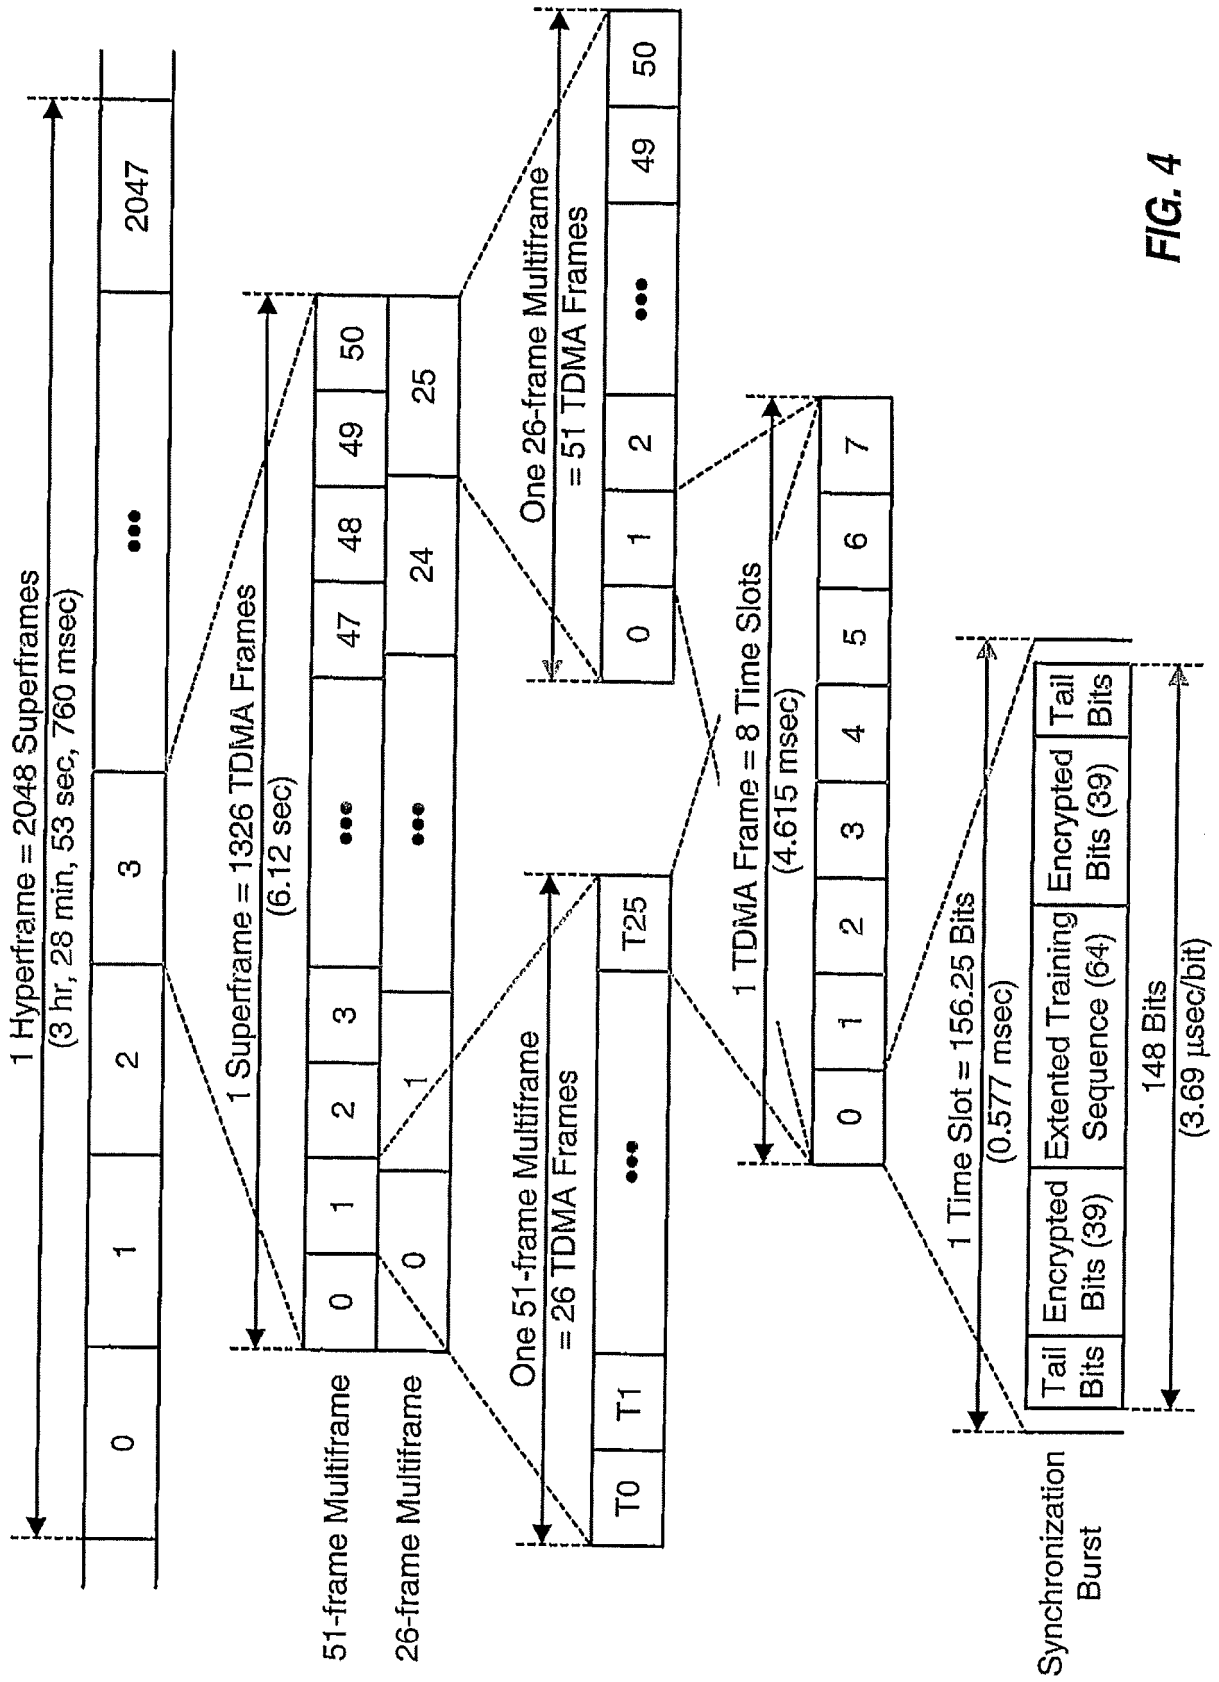 1 Hyperframe = 2048 Superframes
(3 hr, 28 min, 53 sec, 760 msec)
0 1 2 3 ••• 2047
1 Superframe = 1326 TDMA Frames
(6.12 sec)
51-frame Multiframe
0 1 2 3 ••• 47 48 49 50
26-frame Multiframe
0 1 ••• 24 25
One 51-frame Multiframe
= 26 TDMA Frames
T0 T1 ••• T25
One 26-frame Multiframe
= 51 TDMA Frames
0 1 2 ••• 49 50
1 TDMA Frame = 8 Time Slots
(4.615 msec)
0 1 2 3 4 5 6 7
1 Time Slot = 156.25 Bits
(0.577 msec)
Synchronization
Burst
Tail
Bits
Encrypted
Bits (39)
Extented Training
Sequence (64)
Encrypted
Bits (39)
Tail
Bits
148 Bits
(3.69 μsec/bit)
FIG. 4